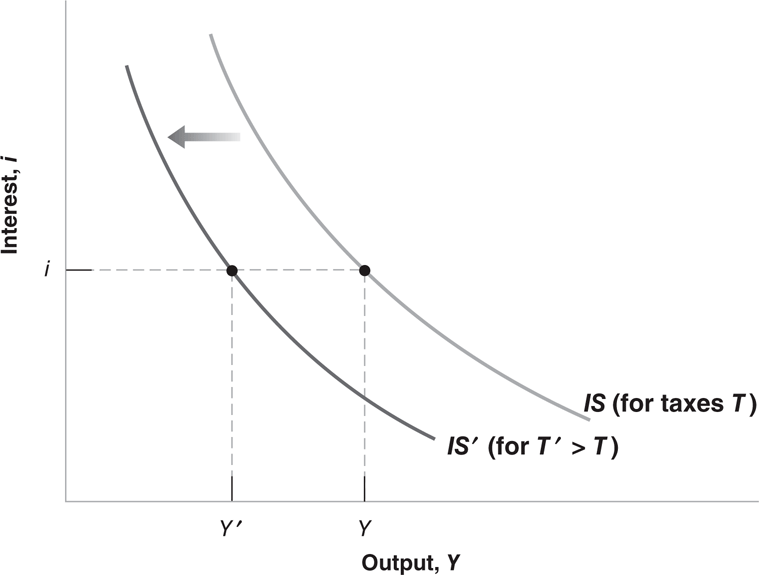 Interest, i
i
IS (for taxes T)
IS′ (for T′ > T)
Y′
Y
Output, Y